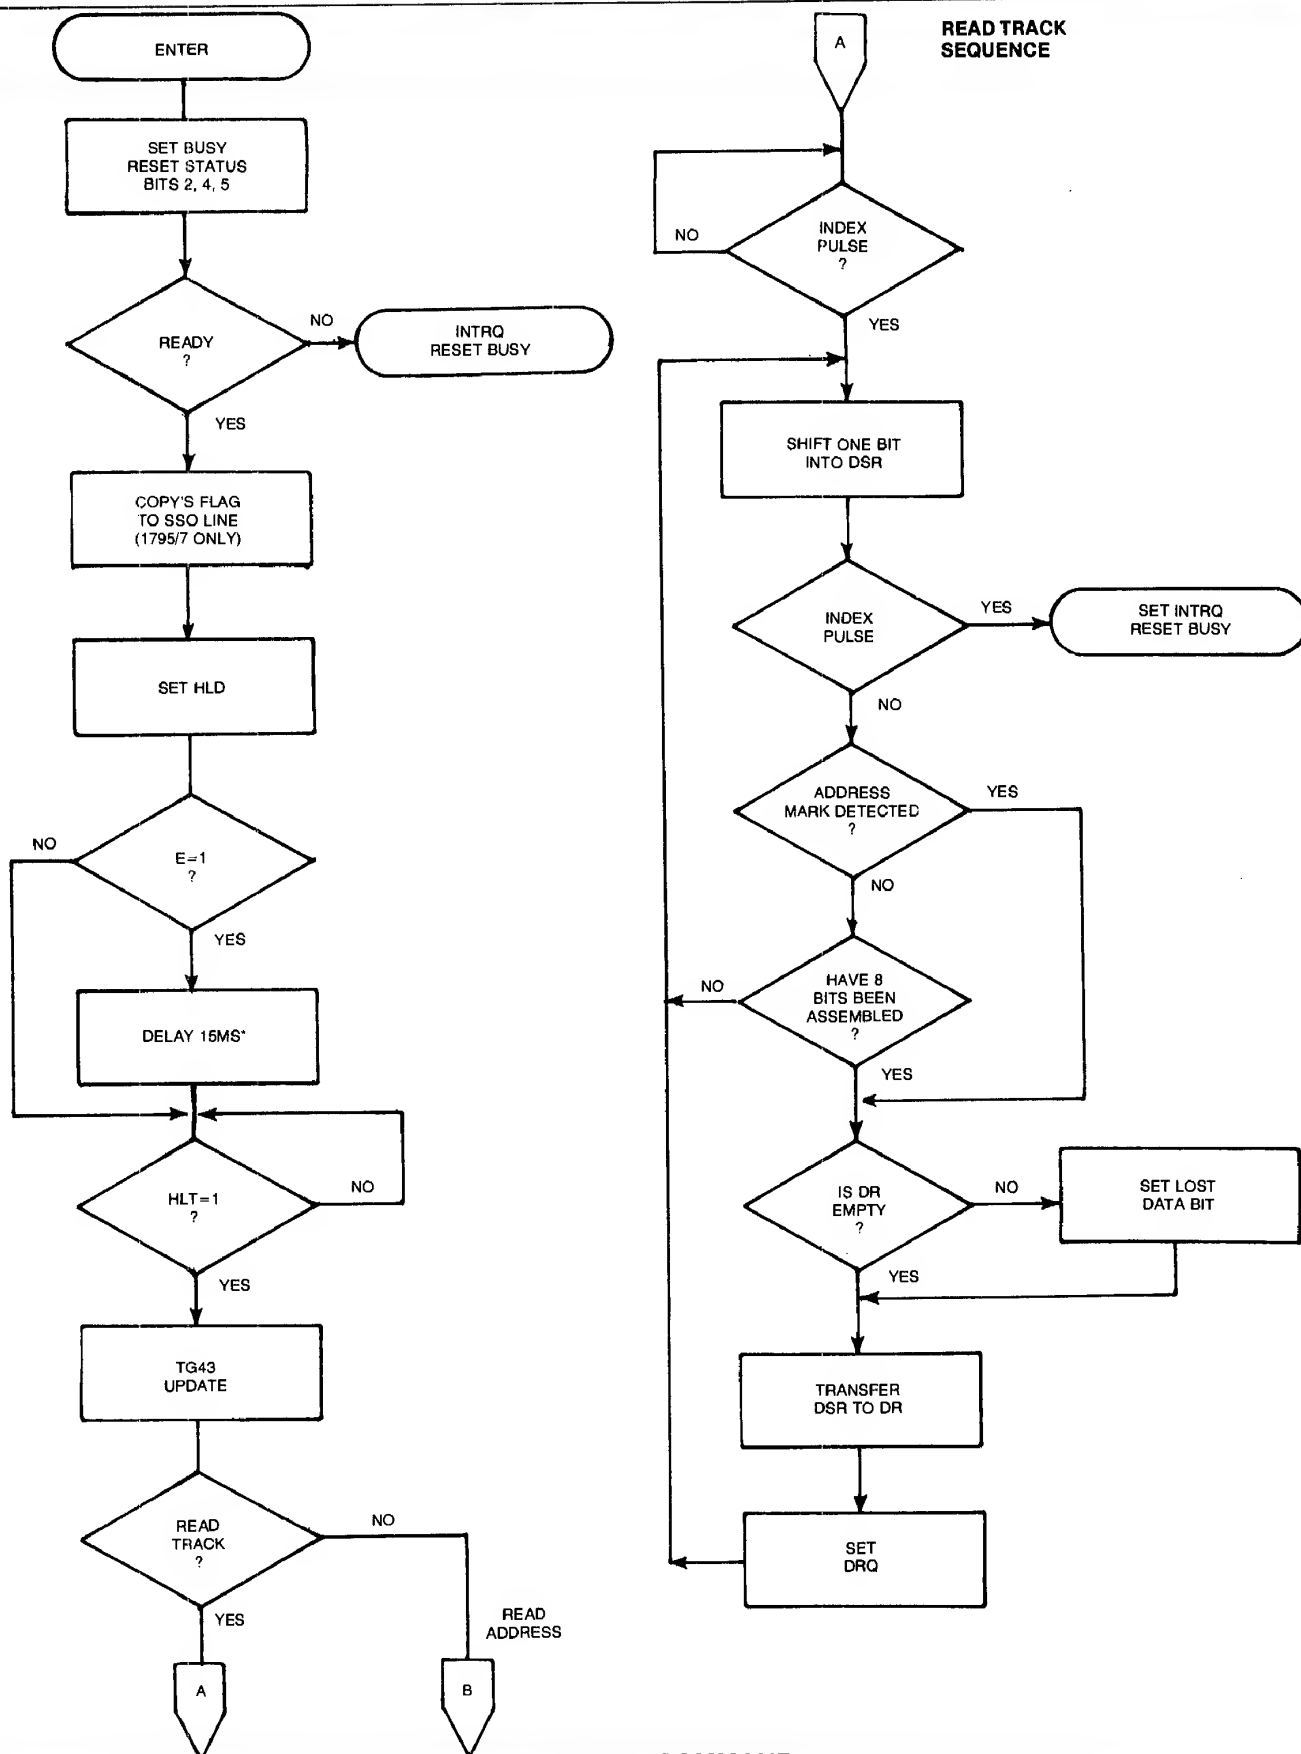 ENTER
SET BUSY
RESET STATUS
BITS 2, 4, 5
READY
?
NO
INTRQ
RESET BUSY
YES
COPY'S FLAG
TO SSO LINE
(1795/7 ONLY)
SET HLD
E=1
?
NO
YES
DELAY 15MS*
HLT=1
?
NO
YES
TG43
UPDATE
READ
TRACK
?
NO
YES
READ
ADDRESS
A
B
READ TRACK
SEQUENCE
A
INDEX
PULSE
?
NO
YES
SHIFT ONE BIT
INTO DSR
INDEX
PULSE
YES
SET INTRQ
RESET BUSY
NO
ADDRESS
MARK DETECTED
?
YES
NO
HAVE 8
BITS BEEN
ASSEMBLED
?
NO
YES
IS DR
EMPTY
?
NO
SET LOST
DATA BIT
YES
TRANSFER
DSR TO DR
SET
DRQ